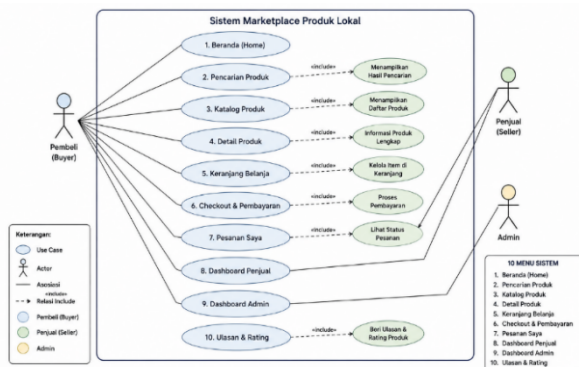 Sistem Marketplace Produk Lokal
1. Beranda (Home)
2. Pencarian Produk
«include»
Menampilkan
Hasil Pencarian
3. Katalog Produk
«include»
Menampilkan
Daftar Produk
4. Detail Produk
«include»
Informasi Produk
Lengkap
5. Keranjang Belanja
«include»
Kelola Item di
Keranjang
6. Checkout & Pembayaran
«include»
Proses
Pembayaran
7. Pesanan Saya
«include»
Lihat Status
Pesanan
8. Dashboard Penjual
9. Dashboard Admin
10. Ulasan & Rating
«include»
Beri Ulasan &
Rating Produk
Pembeli
(Buyer)
Penjual
(Seller)
Admin
Keterangan:
Use Case
Actor
Asosiasi
«include»
Relasi Include
Pembeli (Buyer)
Penjual (Seller)
Admin
10 MENU SISTEM
1. Beranda (Home)
2. Pencarian Produk
3. Katalog Produk
4. Detail Produk
5. Keranjang Belanja
6. Checkout & Pembayaran
7. Pesanan Saya
8. Dashboard Penjual
9. Dashboard Admin
10. Ulasan & Rating